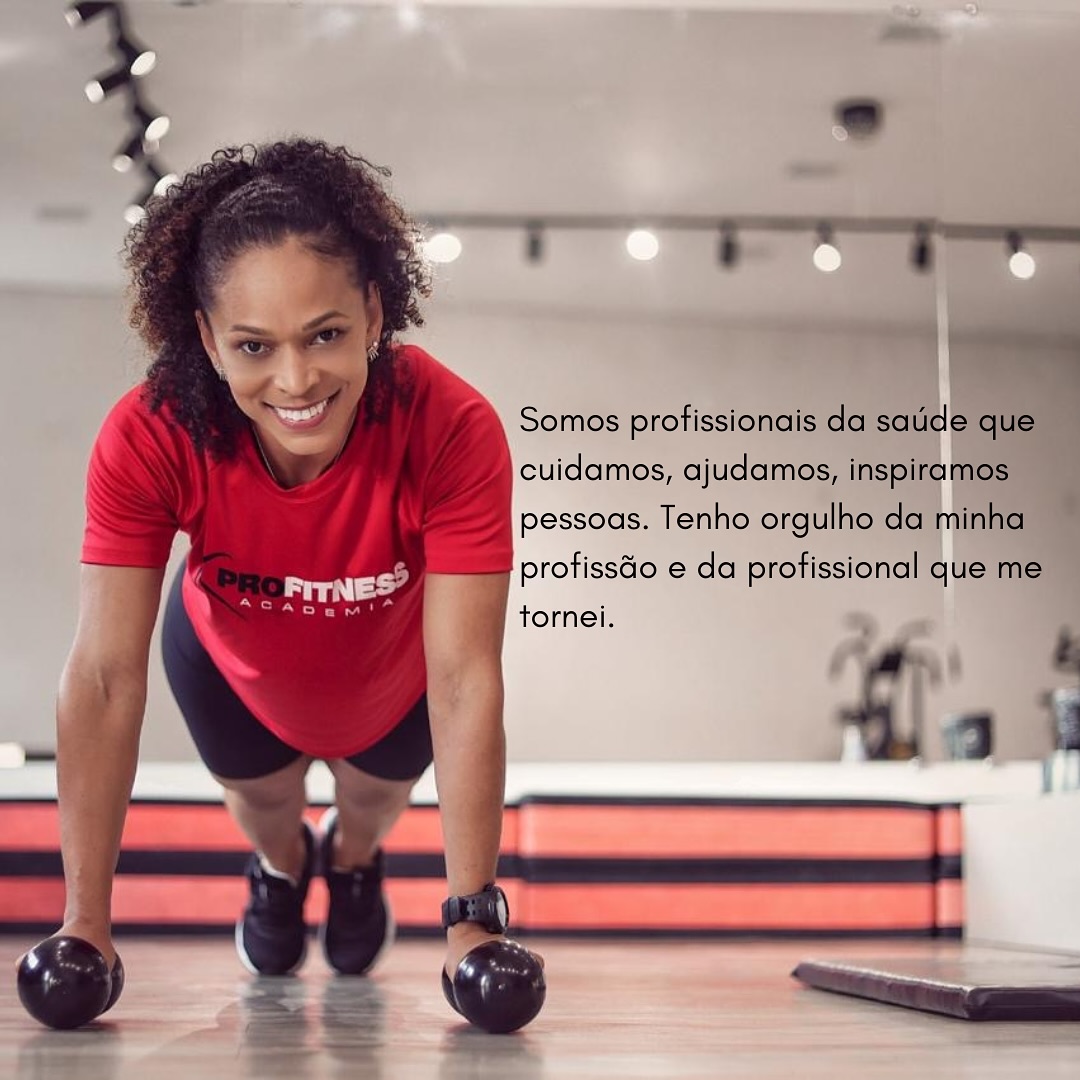 Somos profissionais da saúde que
cuidamos, ajudamos, inspiramos
pessoas. Tenho orgulho da minha
profissão e da profissional que me
tornei.
PROFITNESS
ACADEMIA